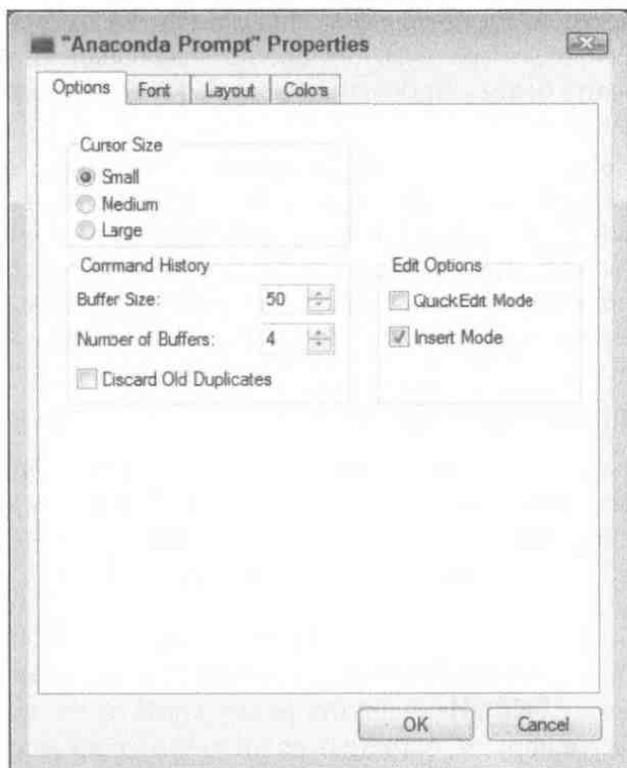 "Anaconda Prompt" Properties
Options Font Layout Colors
Cursor Size
Small
Medium
Large
Command History
Buffer Size: 50
Number of Buffers: 4
Discard Old Duplicates
Edit Options
QuickEdit Mode
Insert Mode
OK Cancel